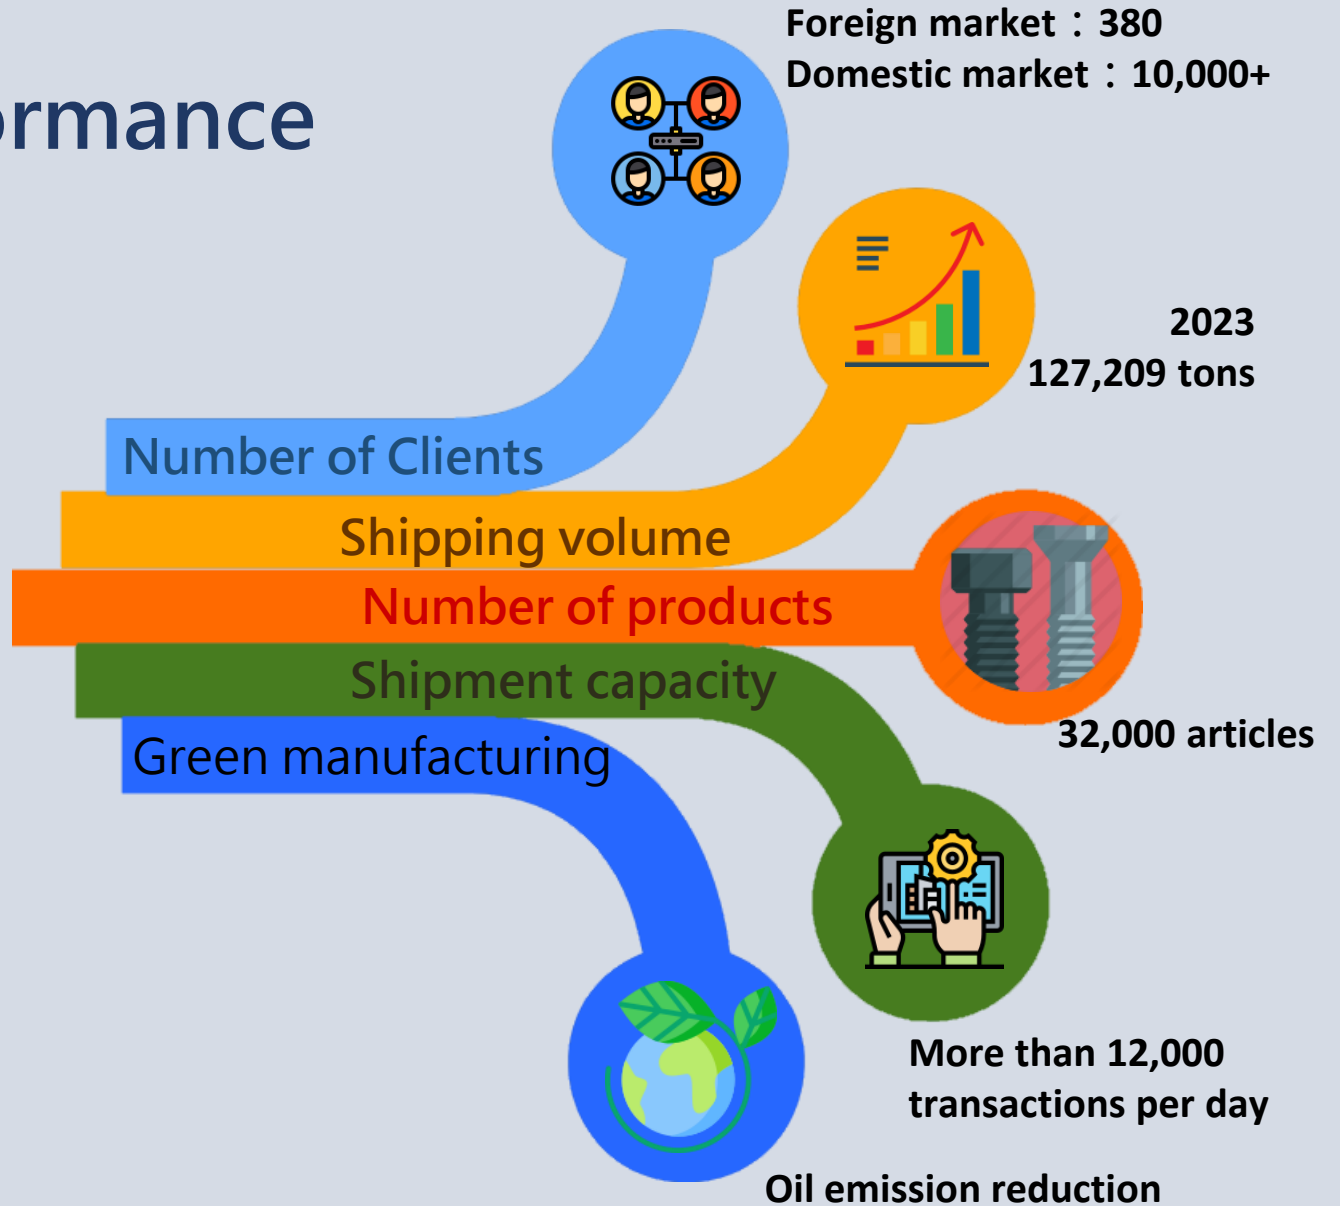 ormance
Foreign market：380
Domestic market：10,000+
2023
127,209 tons
Number of Clients
Shipping volume
Number of products
Shipment capacity
Green manufacturing
32,000 articles
More than 12,000
transactions per day
Oil emission reduction